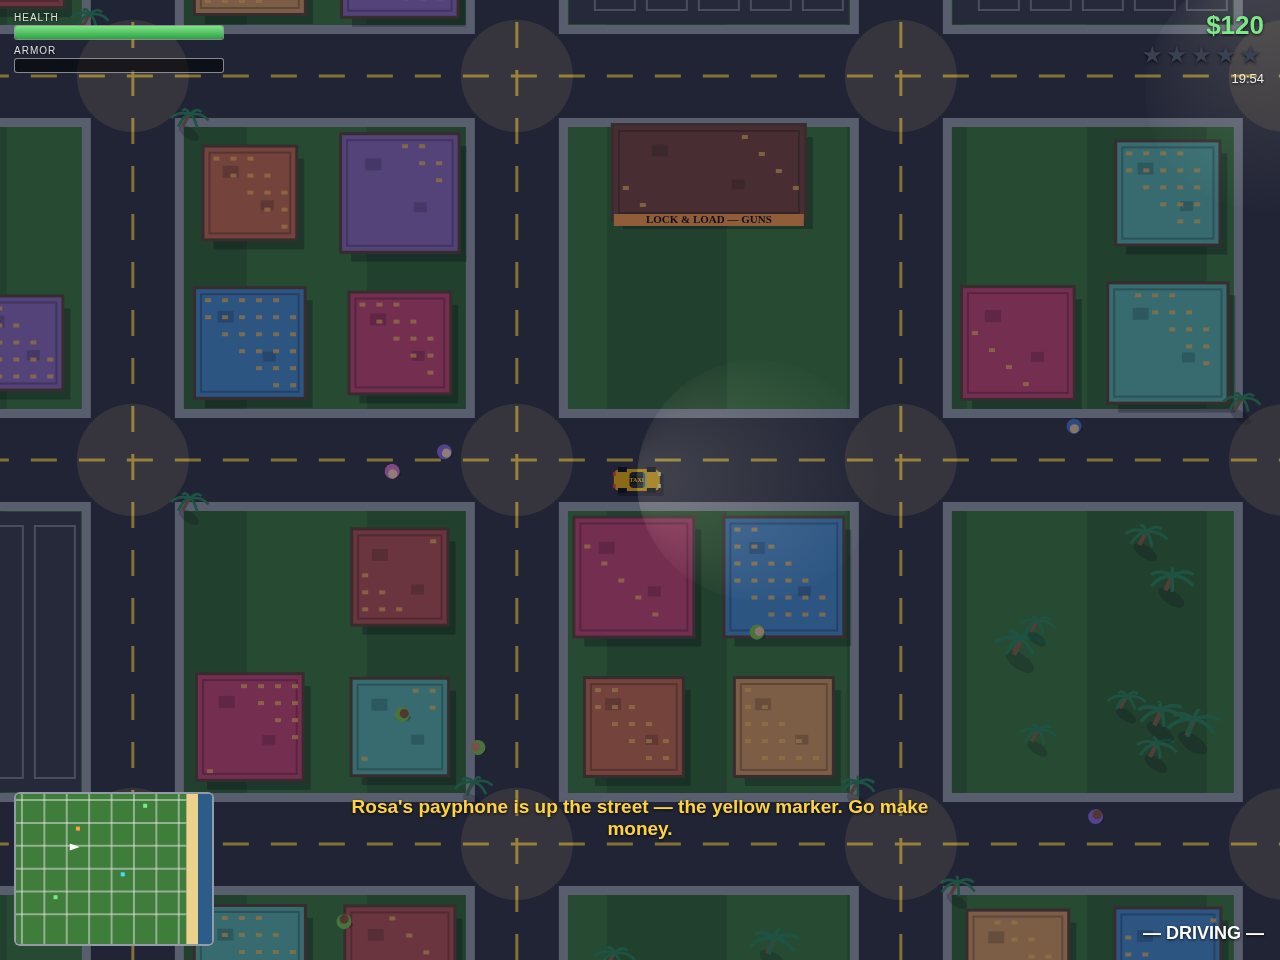 HEALTH
$120
ARMOR
19:54
LOCK & LOAD — GUNS
TAXI
Rosa's payphone is up the street — the yellow marker. Go make
money.
— DRIVING —